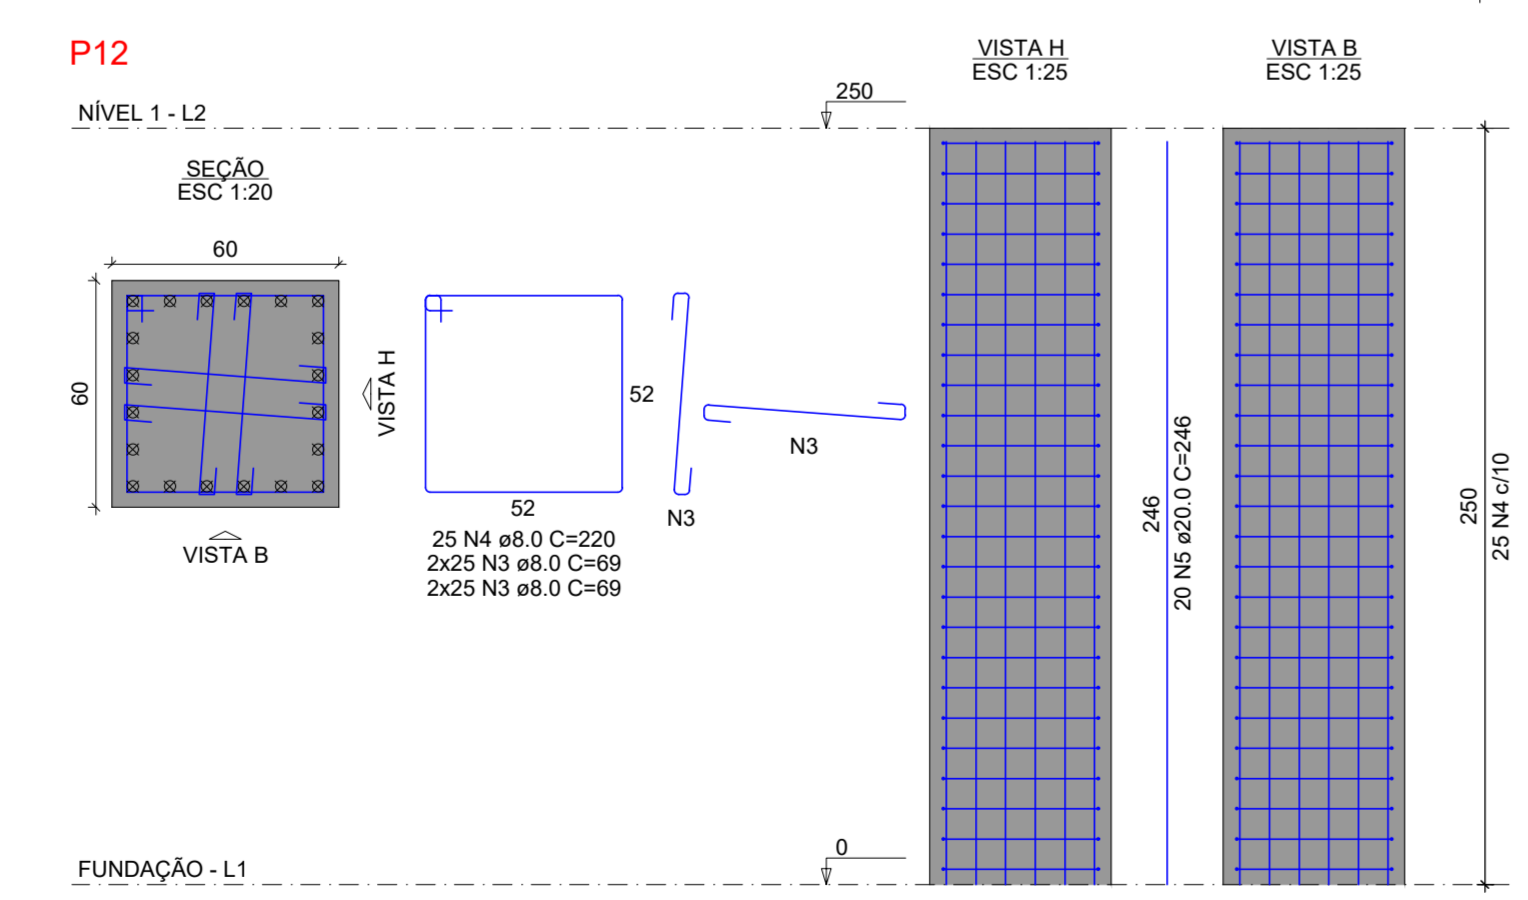 P12
NÍVEL 1 - L2
250
VISTA H
ESC 1:25
VISTA B
ESC 1:25
SEÇÃO
ESC 1:20
60
60
VISTA H
VISTA B
52
52
25 N4 ø8.0 C=220
2x25 N3 ø8.0 C=69
2x25 N3 ø8.0 C=69
N3
N3
246
20 N5 ø20.0 C=246
250
25 N4 c/10
FUNDAÇÃO - L1
0